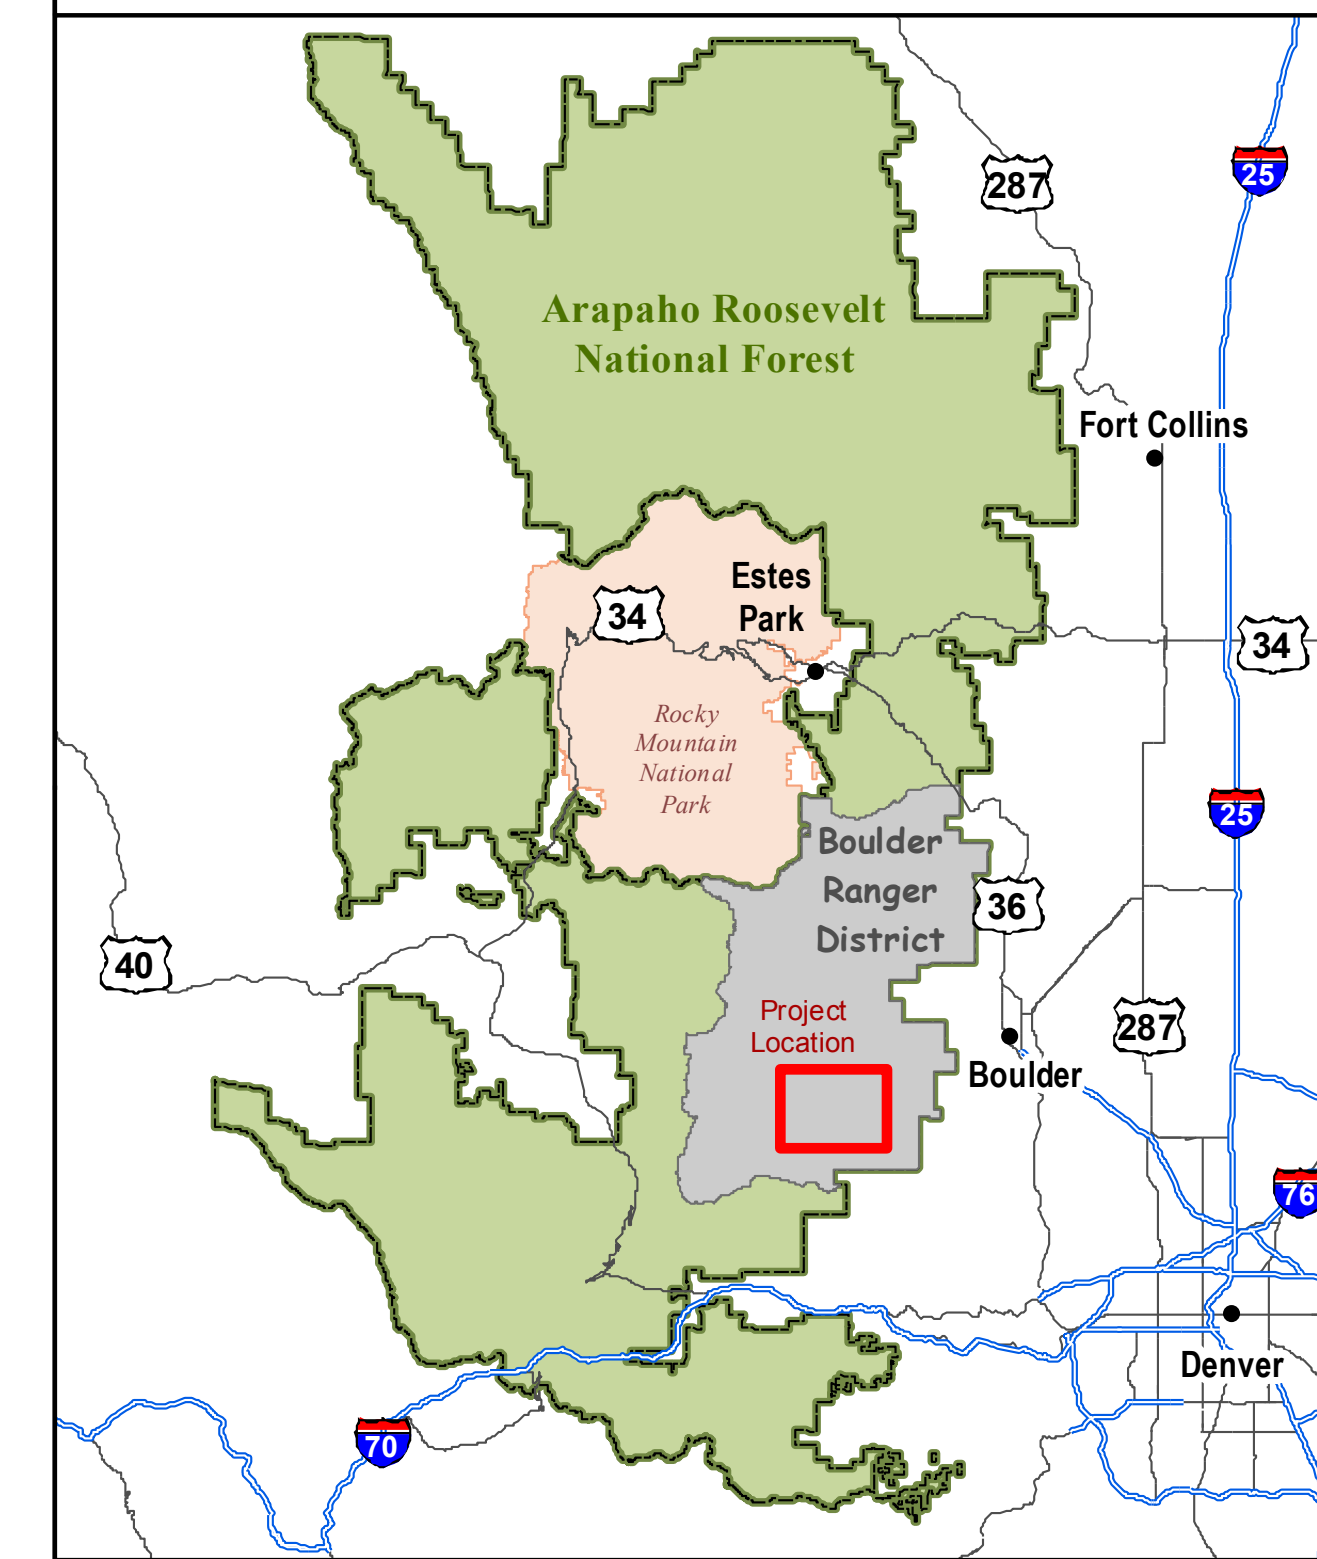 287
25
Arapaho Roosevelt
National Forest
Fort Collins
Estes
Park
34
34
Rocky
Mountain
National
Park
25
Boulder
Ranger
District
36
40
Project
Location
287
Boulder
76
Denver
70